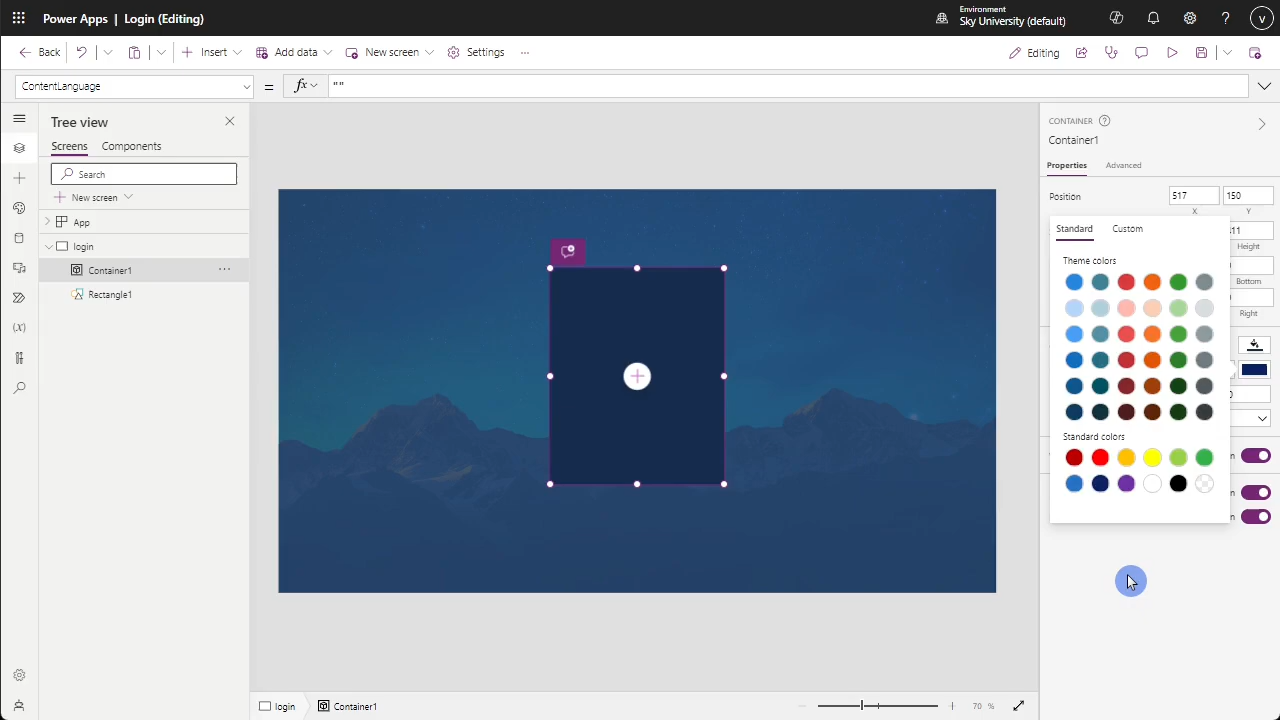 Power Apps | Login (Editing)
Environment
Sky University (default)
?
V
Back
Insert
Add data
New screen
Settings
...
Editing
ContentLanguage
=
fx
""
Tree view
Screens
Components
Search
New screen
App
login
Container1
...
Rectangle1
CONTAINER ?
Container1
Properties
Advanced
Position
517
150
X
Y
Standard
Custom
Height
Theme colors
Bottom
Right
Standard colors
login
Container1
70 %